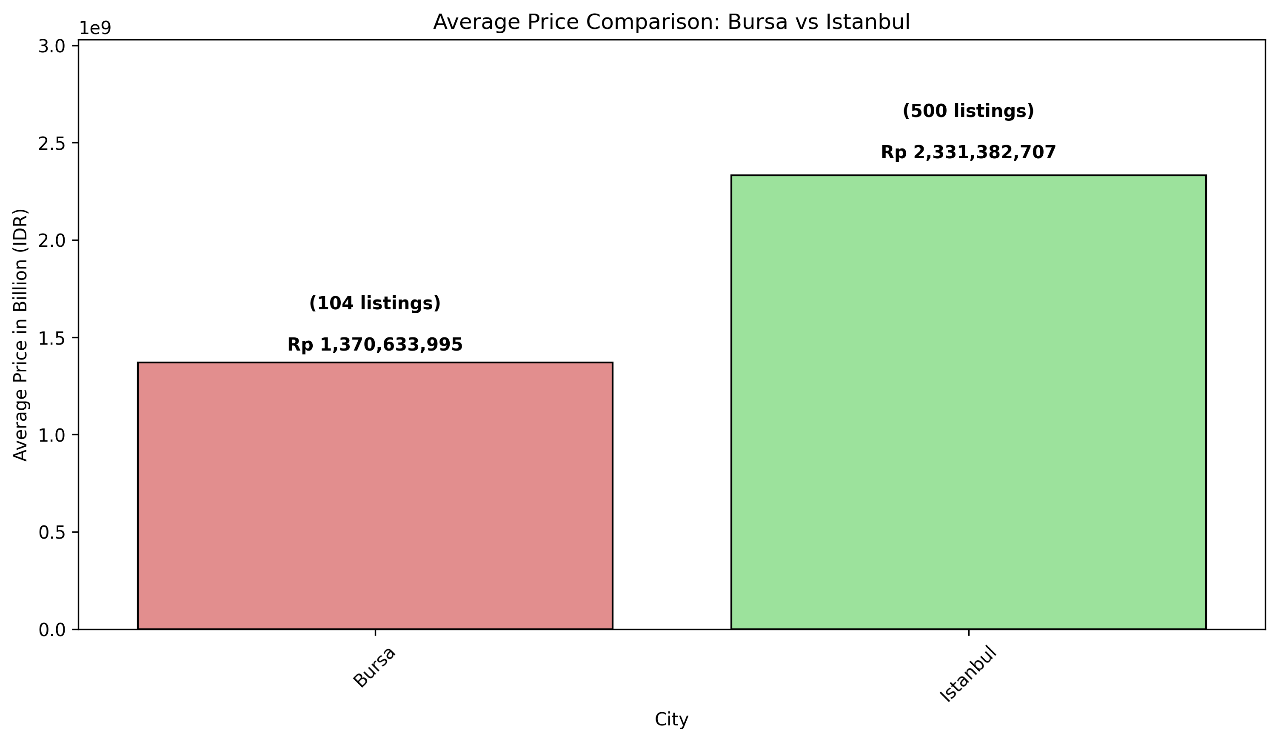 Average Price Comparison: Bursa vs Istanbul
1e9
3.0
2.5
2.0
1.5
1.0
0.5
0.0
Average Price in Billion (IDR)
(104 listings)
Rp 1,370,633,995
(500 listings)
Rp 2,331,382,707
Bursa
Istanbul
City